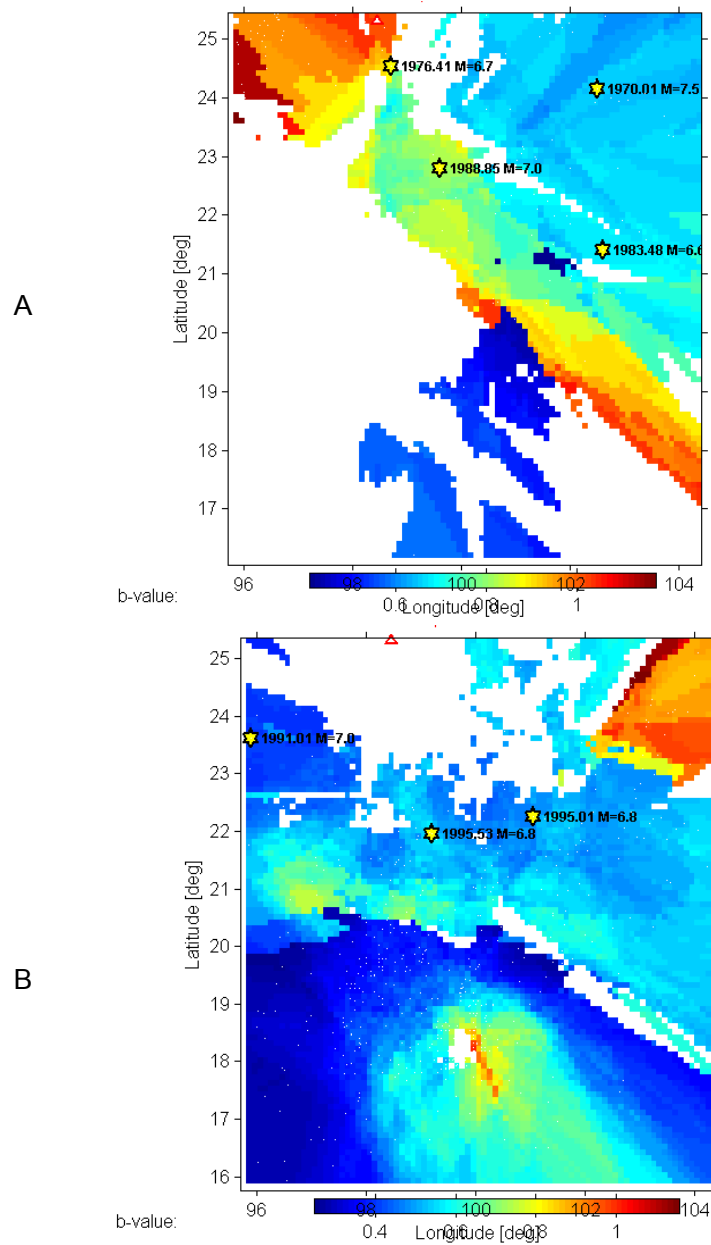 A
25
24
23
22
21
20
19
18
17
Latitude [deg]
1976.41 M=6.7
1970.01 M=7.5
1988.85 M=7.0
1983.48 M=6.6
96 98 100 102 104
b-value:
0.6 0.8 1
Longitude [deg]
B
25
24
23
22
21
20
19
18
17
16
Latitude [deg]
1991.01 M=7.0
1995.01 M=6.8
1995.53 M=6.8
96 98 100 102 104
b-value:
0.4 0.6 0.8 1
Longitude [deg]